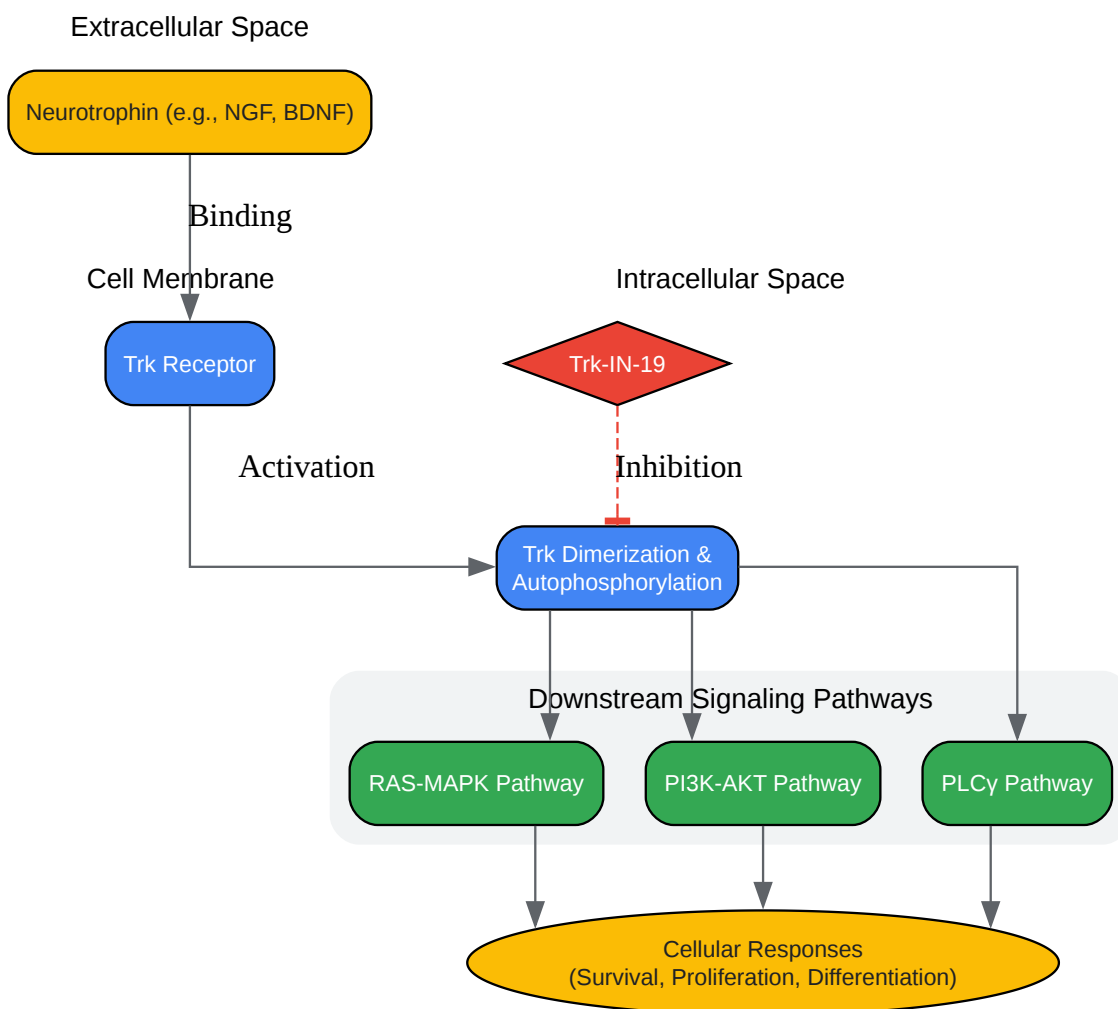 Extracellular Space
Neurotrophin (e.g., NGF, BDNF)
Binding
Cell Membrane
Intracellular Space
Trk Receptor
Trk-IN-19
Activation
Inhibition
Trk Dimerization &
Autophosphorylation
Downstream Signaling Pathways
RAS-MAPK Pathway
PI3K-AKT Pathway
PLCγ Pathway
Cellular Responses
(Survival, Proliferation, Differentiation)